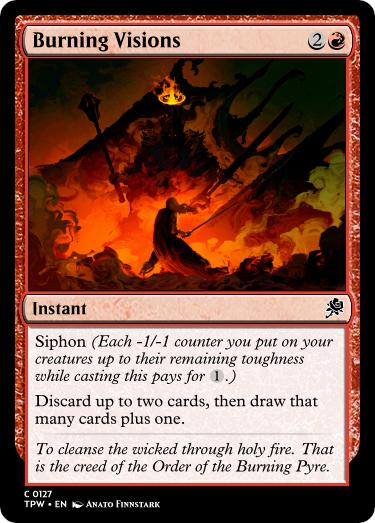 Burning Visions 2
Instant
Siphon (Each -1/-1 counter you put on your
creatures up to their remaining toughness
while casting this pays for 1.)
Discard up to two cards, then draw that
many cards plus one.
To cleanse the wicked through holy fire. That
is the creed of the Order of the Burning Pyre.
C 0127
TPW • EN Anato Finnstark